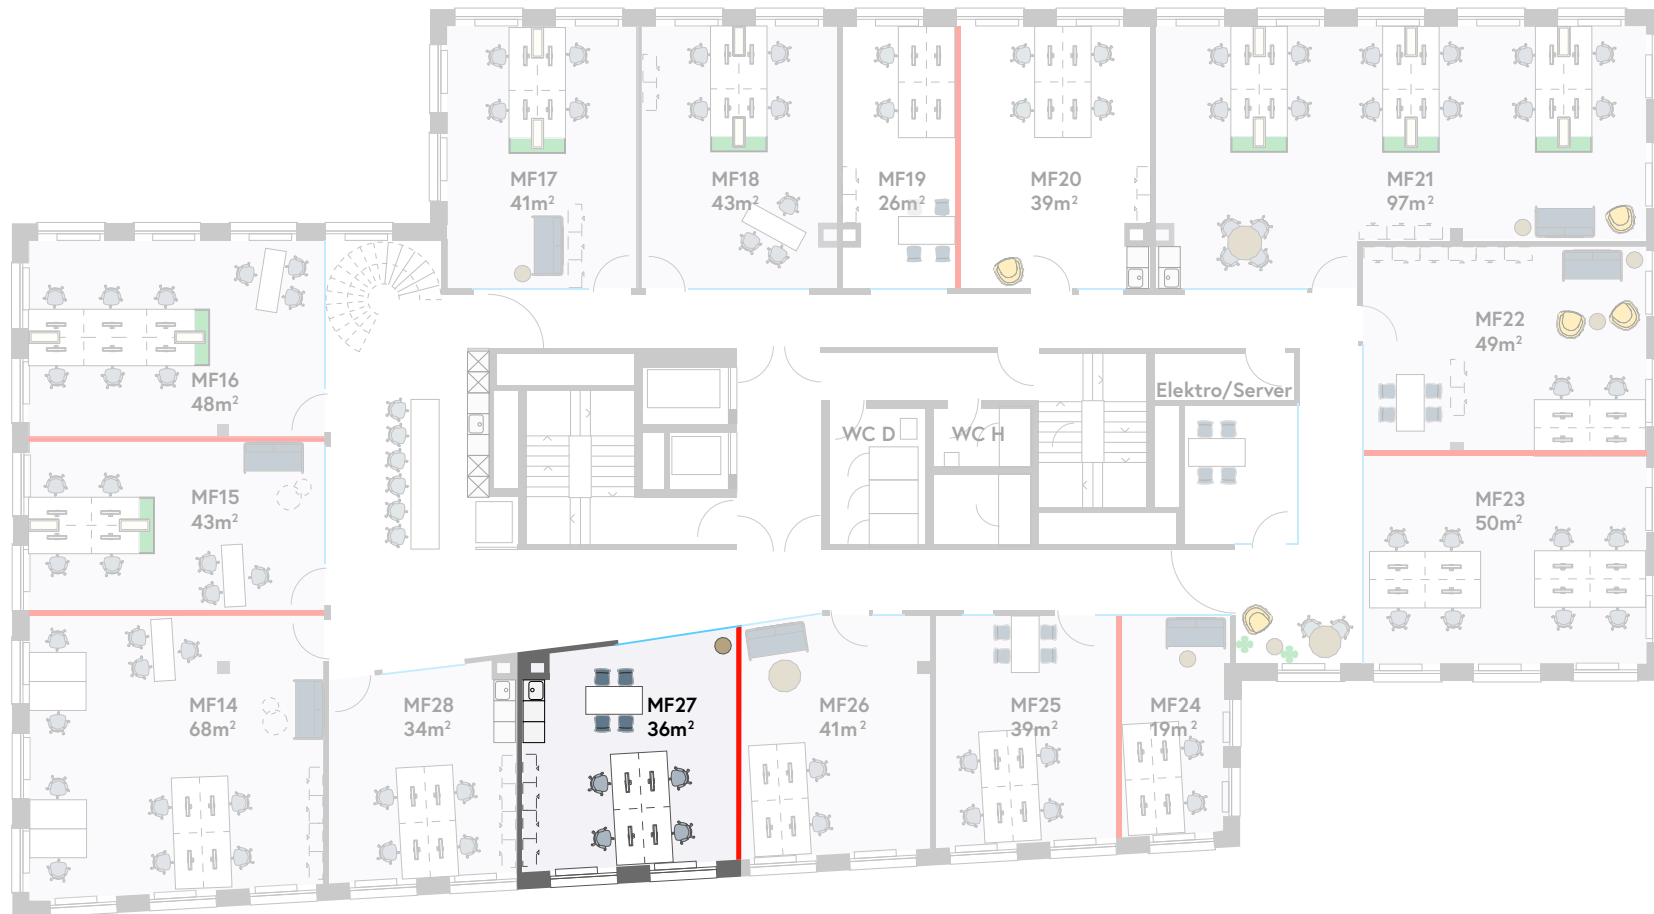 MF17
41m²
MF18
43m²
MF19
26m²
MF20
39m²
MF21
97m²
MF22
49m²
MF16
48m²
Elektro/Server
WC D
WC H
MF15
43m²
MF23
50m²
MF14
68m²
MF28
34m²
MF27
36m²
MF26
41m²
MF25
39m²
MF24
19m²